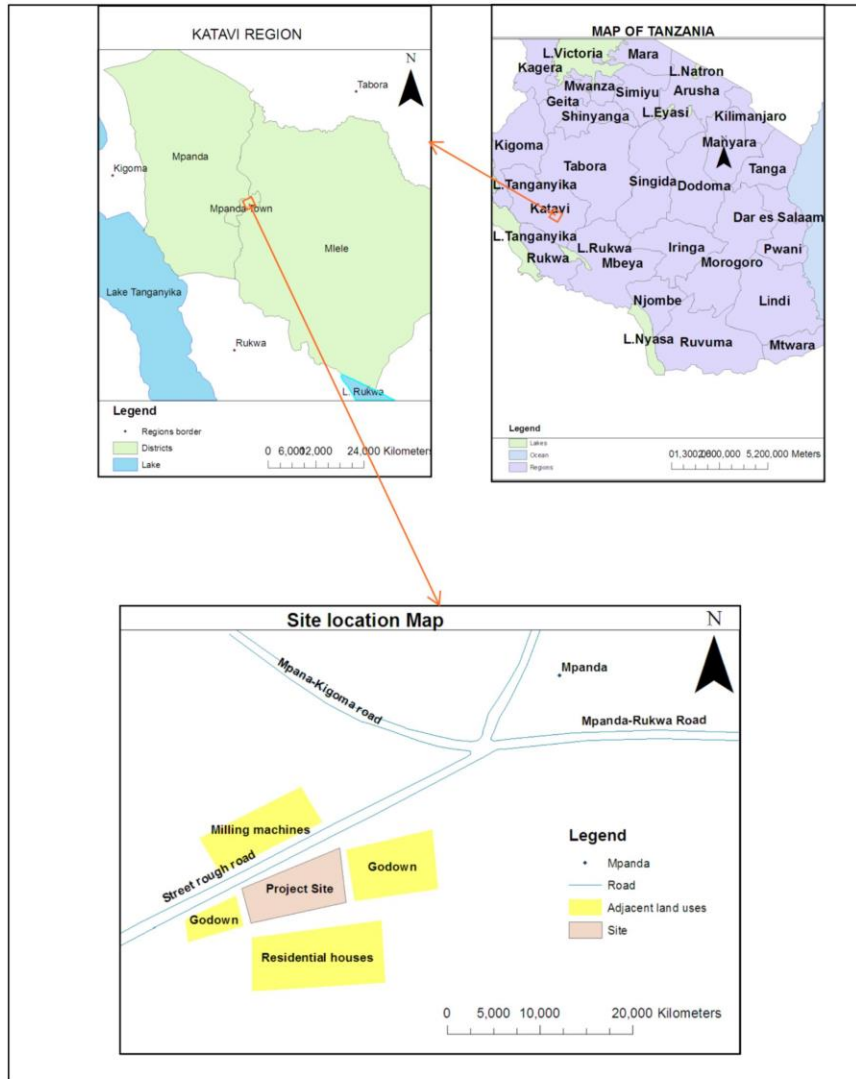 KATAVI REGION
N
Tabora
Mpanda
Kigoma
Mpanda Town
Mlele
Lake Tanganyika
Rukwa
L. Rukwa
Legend
Regions border
Districts
Lake
0 6,00012,000 24,000 Kilometers
MAP OF TANZANIA
L.Victoria
Mara
Kagera
L.Natron
Mwanza
Simiyu
Arusha
Geita
L.Eyasi
Shinyanga
Kilimanjaro
Kigoma
Manyara
N
Tabora
Tanga
L.Tanganyika
Singida
Dodoma
Katavi
Dar es Salaam
L.Tanganyika
L.Rukwa
Iringa
Pwani
Rukwa
Mbeya
Morogoro
Njombe
Lindi
L.Nyasa
Ruvuma
Mtwara
Legend
Lakes
Ocean
Regions
5,200,000 Meters
Site location Map
N
Mpana-Kigoma road
Mpanda
Mpanda-Rukwa Road
Milling machines
Street rough road
Project Site
Godown
Godown
Residential houses
Legend
Mpanda
Road
Adjacent land uses
Site
0 5,000 10,000 20,000 Kilometers